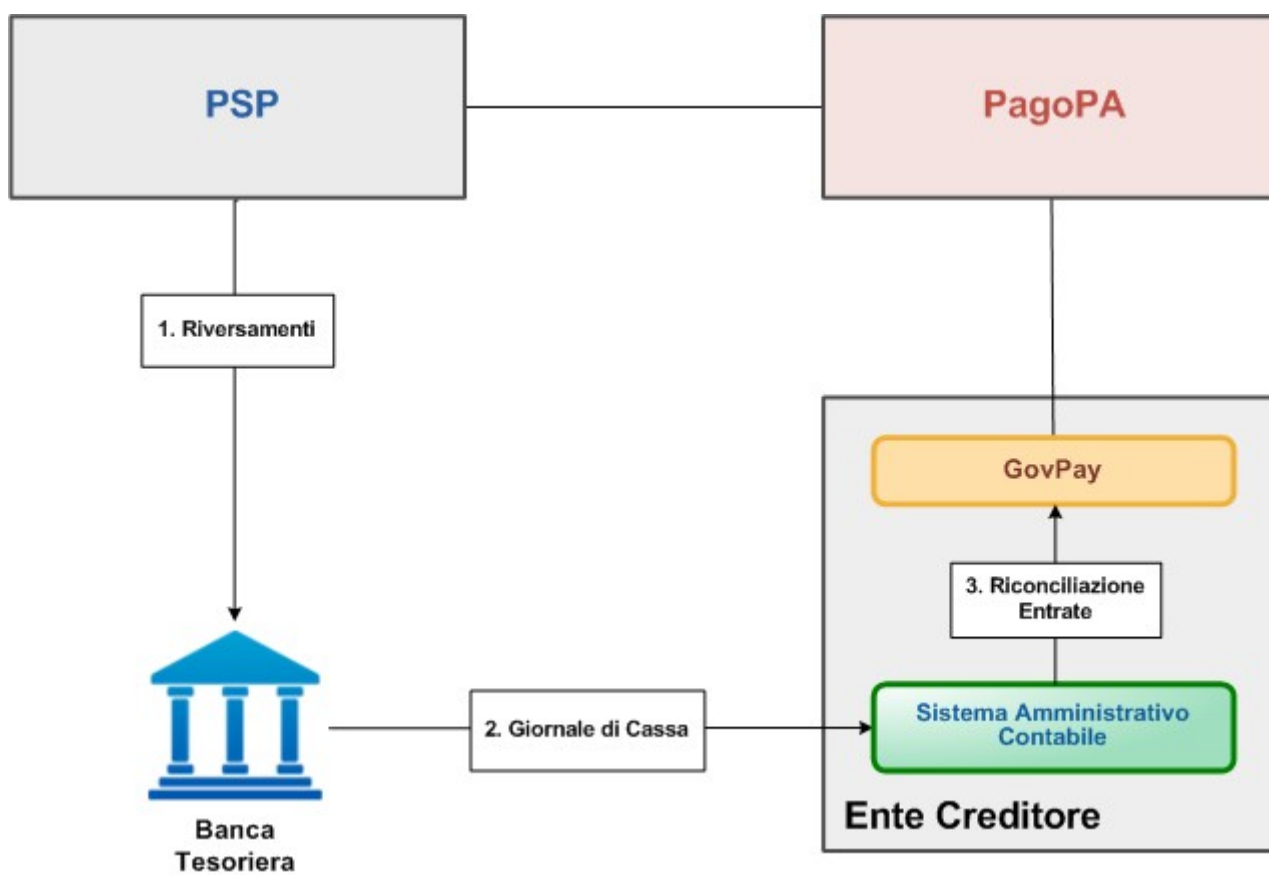 PSP
PagoPA
1. Riversamenti
GovPay
3. Riconciliazione
Entrate
2. Giornale di Cassa
Sistema Amministrativo
Contabile
Ente Creditore
Banca
Tesoriera